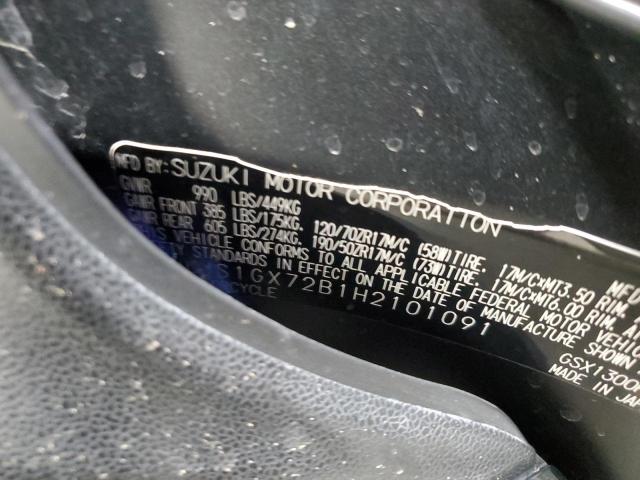 MFD BY: SUZUKI MOTOR CORPORATION
GVWR 990 LBS/449KG
GAWR FRONT 385 LBS/175KG. 120/70ZR17M/C (58W)TIRE. 17M/C×MT3.50 RIM.
GAWR REAR 605 LBS/274KG. 190/50ZR17M/C (73W)TIRE. 17M/C×MT6.00 RIM.
VEHICLE CONFORMS TO ALL APPLICABLE FEDERAL MOTOR
STANDARDS IN EFFECT ON THE DATE OF MANUFACTURE SHOWN
S1GX72B1H2101091
CYCLE
GSX1300
MADE IN JAP